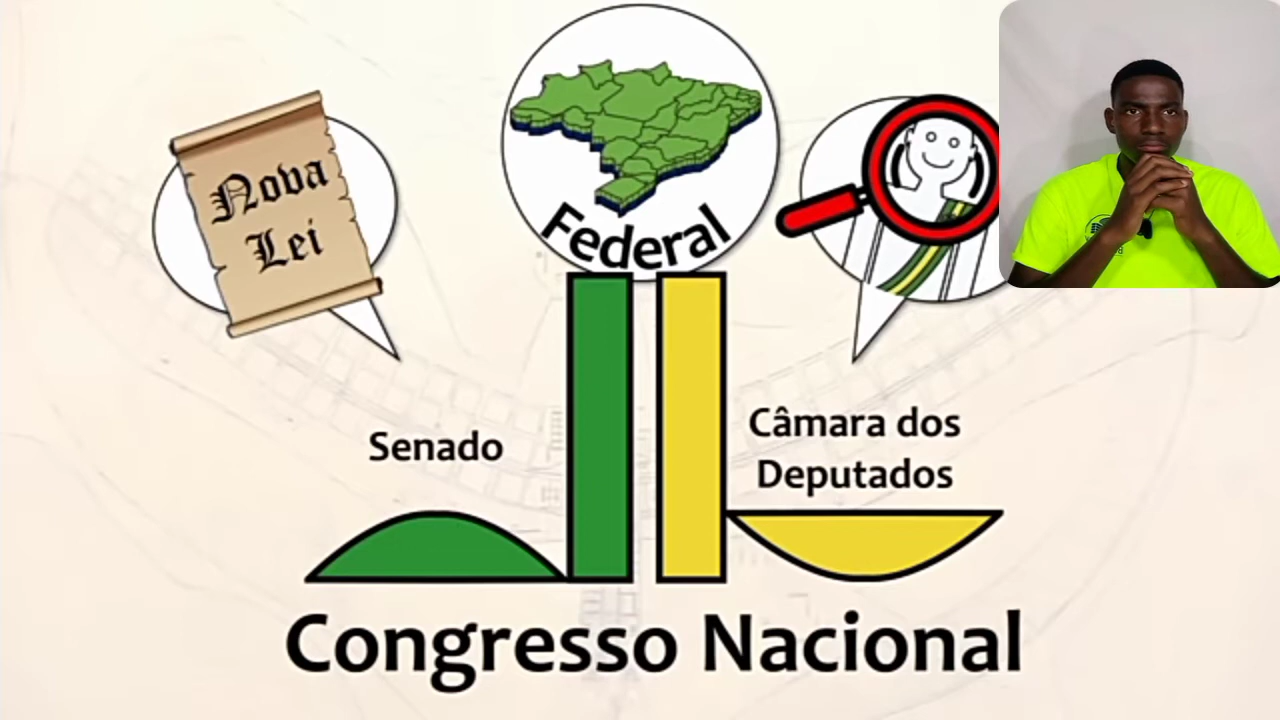 Nova
Lei
Federal
Senado
Câmara dos
Deputados
Congresso Nacional